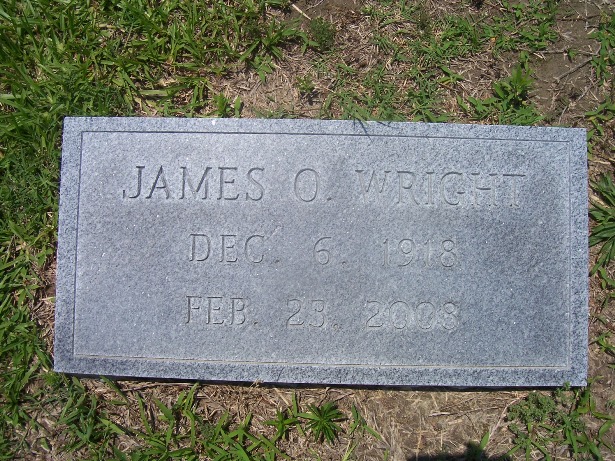 JAMES O. WRIGHT
DEC. 6. 1918
FEB. 23. 2008